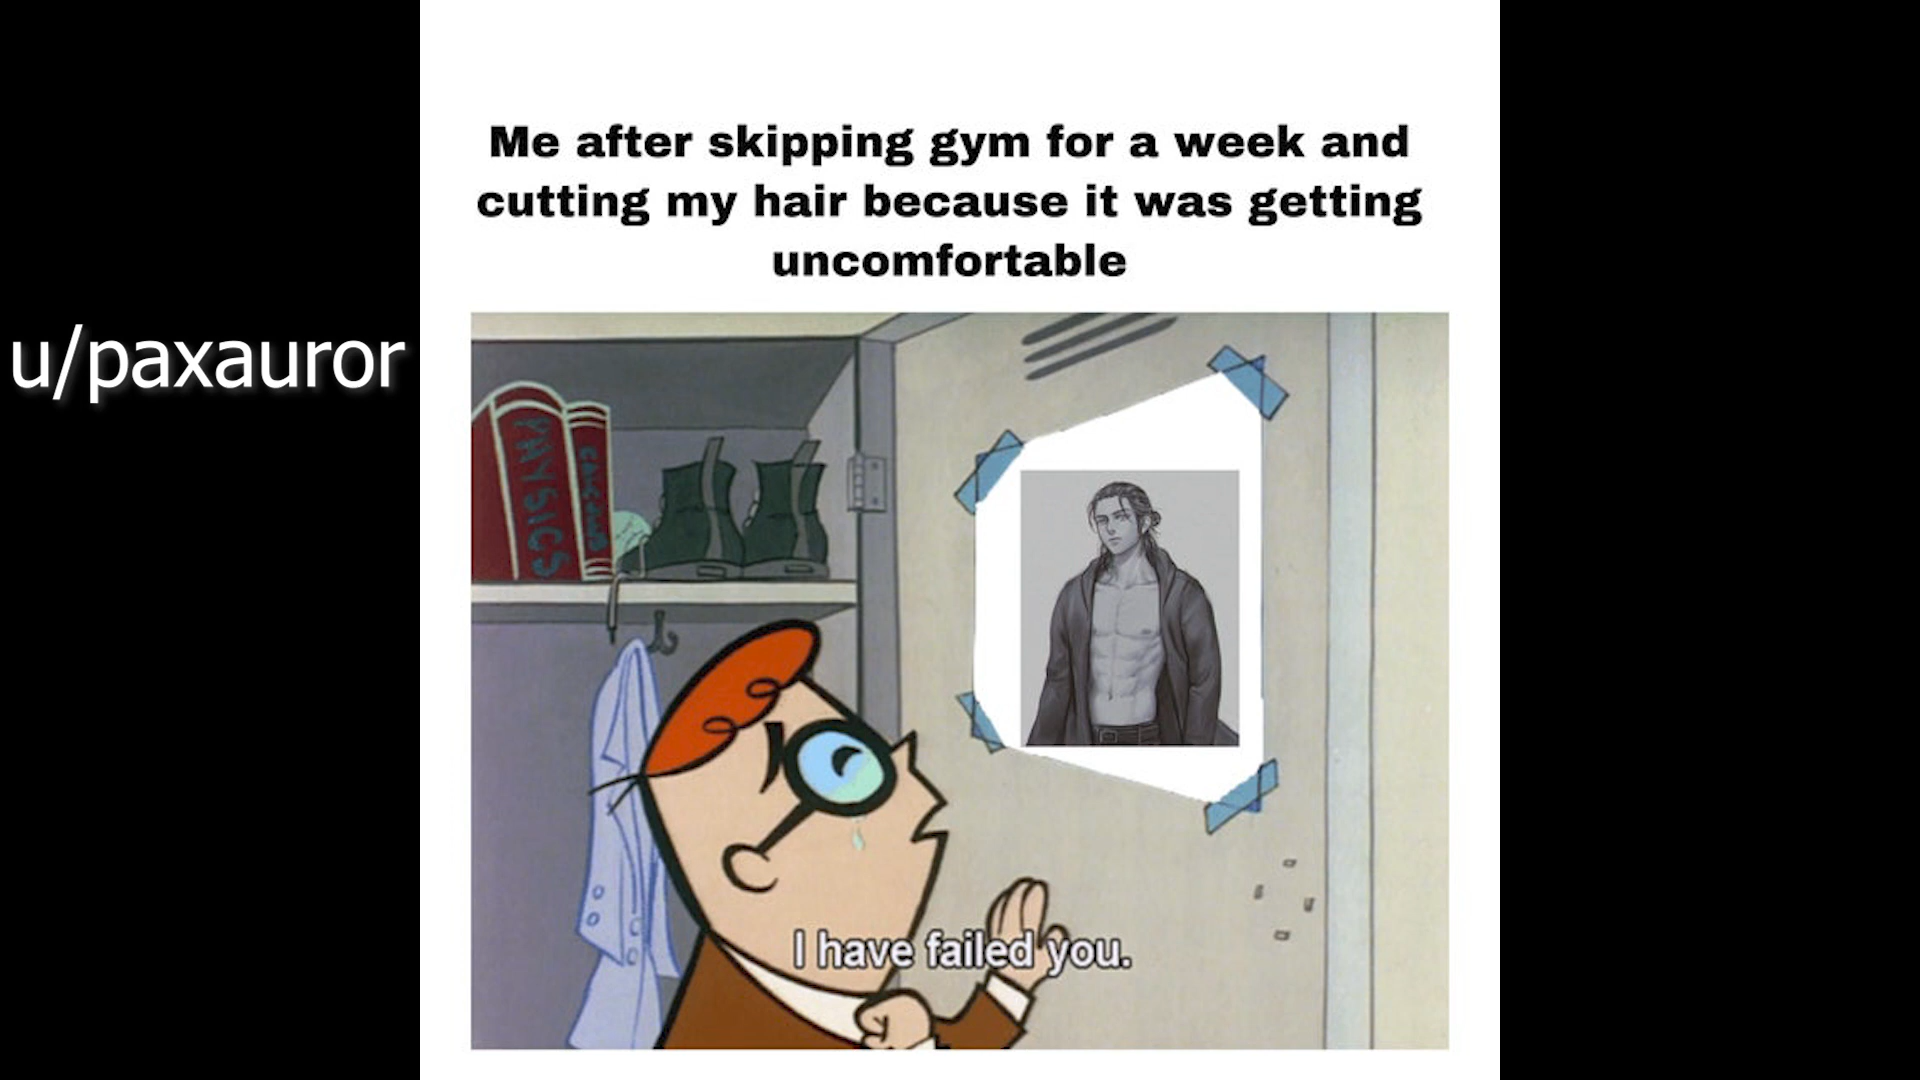 Me after skipping gym for a week and
cutting my hair because it was getting
uncomfortable
u/paxauror
PHYSICS
CALCULUS
I have failed you.